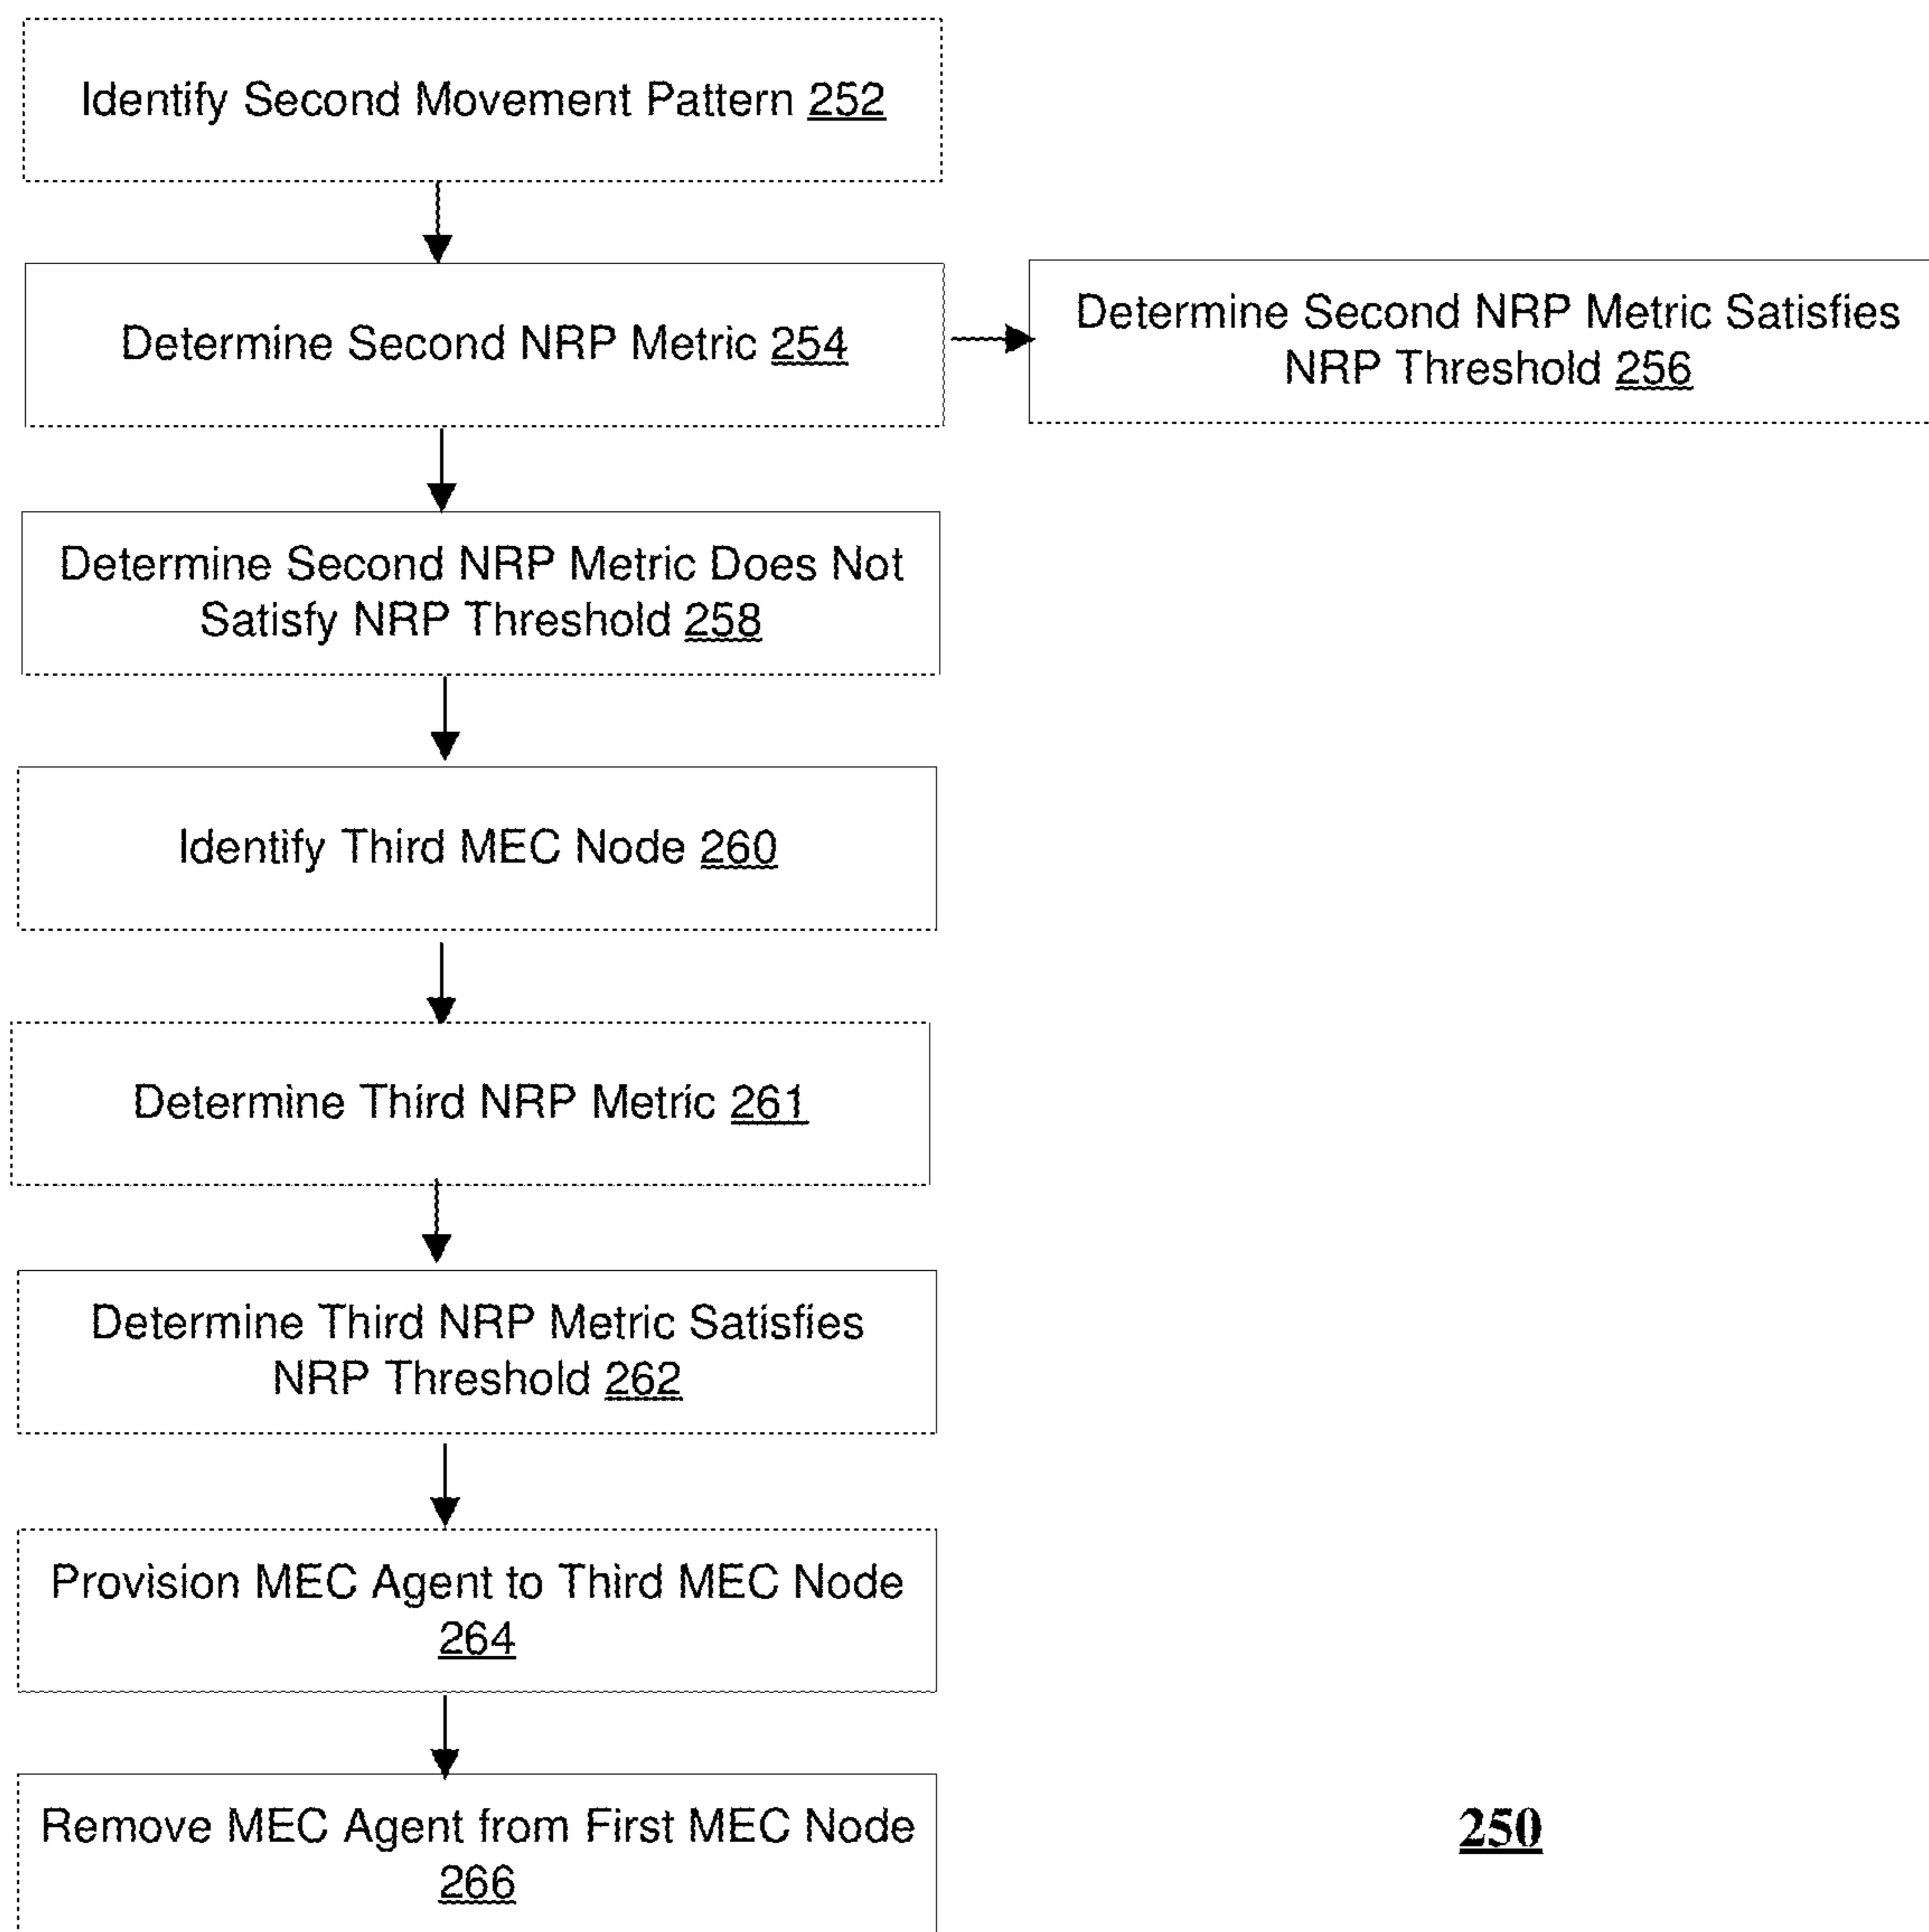 Identify Second Movement Pattern 252
Determine Second NRP Metric 254
Determine Second NRP Metric Satisfies
NRP Threshold 256
Determine Second NRP Metric Does Not
Satisfy NRP Threshold 258
Identify Third MEC Node 260
Determine Third NRP Metric 261
Determine Third NRP Metric Satisfies
NRP Threshold 262
Provision MEC Agent to Third MEC Node
264
Remove MEC Agent from First MEC Node
266
250